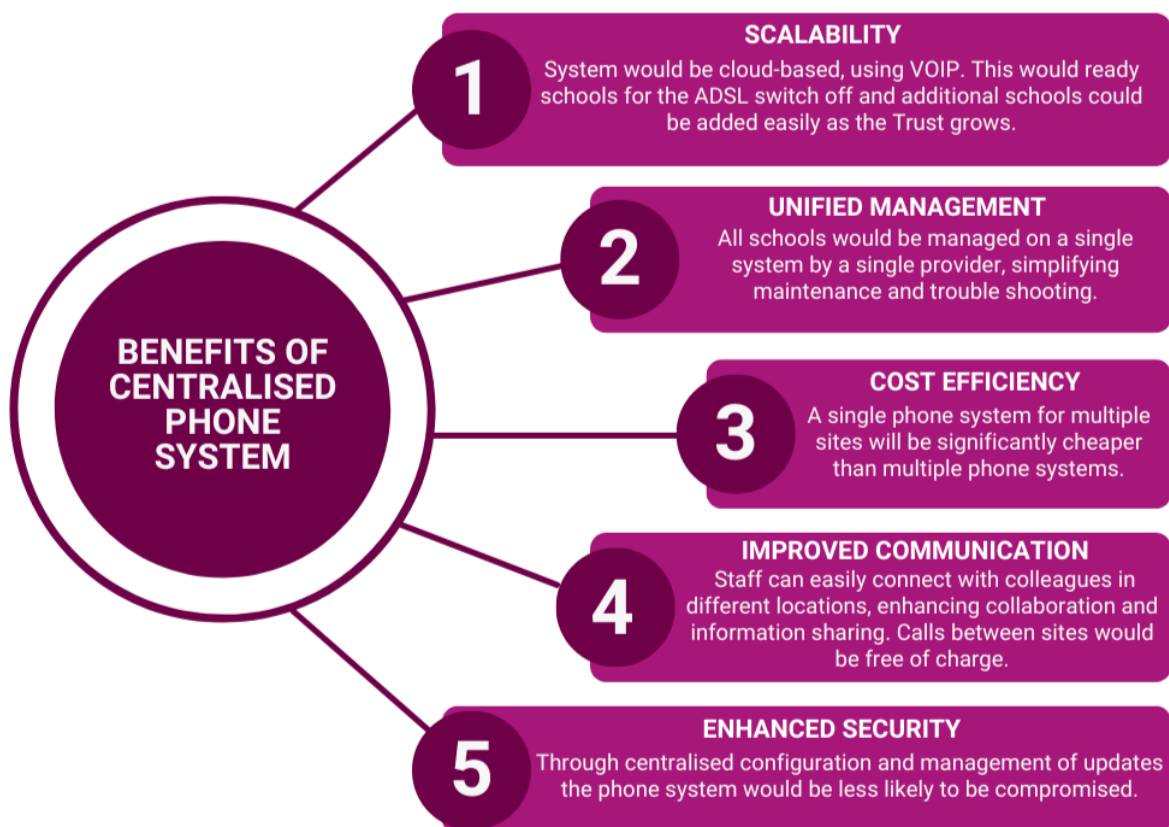 BENEFITS OF
CENTRALISED
PHONE
SYSTEM
1
SCALABILITY
System would be cloud-based, using VOIP. This would ready
schools for the ADSL switch off and additional schools could
be added easily as the Trust grows.
2
UNIFIED MANAGEMENT
All schools would be managed on a single
system by a single provider, simplifying
maintenance and trouble shooting.
3
COST EFFICIENCY
A single phone system for multiple
sites will be significantly cheaper
than multiple phone systems.
4
IMPROVED COMMUNICATION
Staff can easily connect with colleagues in
different locations, enhancing collaboration and
information sharing. Calls between sites would
be free of charge.
5
ENHANCED SECURITY
Through centralised configuration and management of updates
the phone system would be less likely to be compromised.